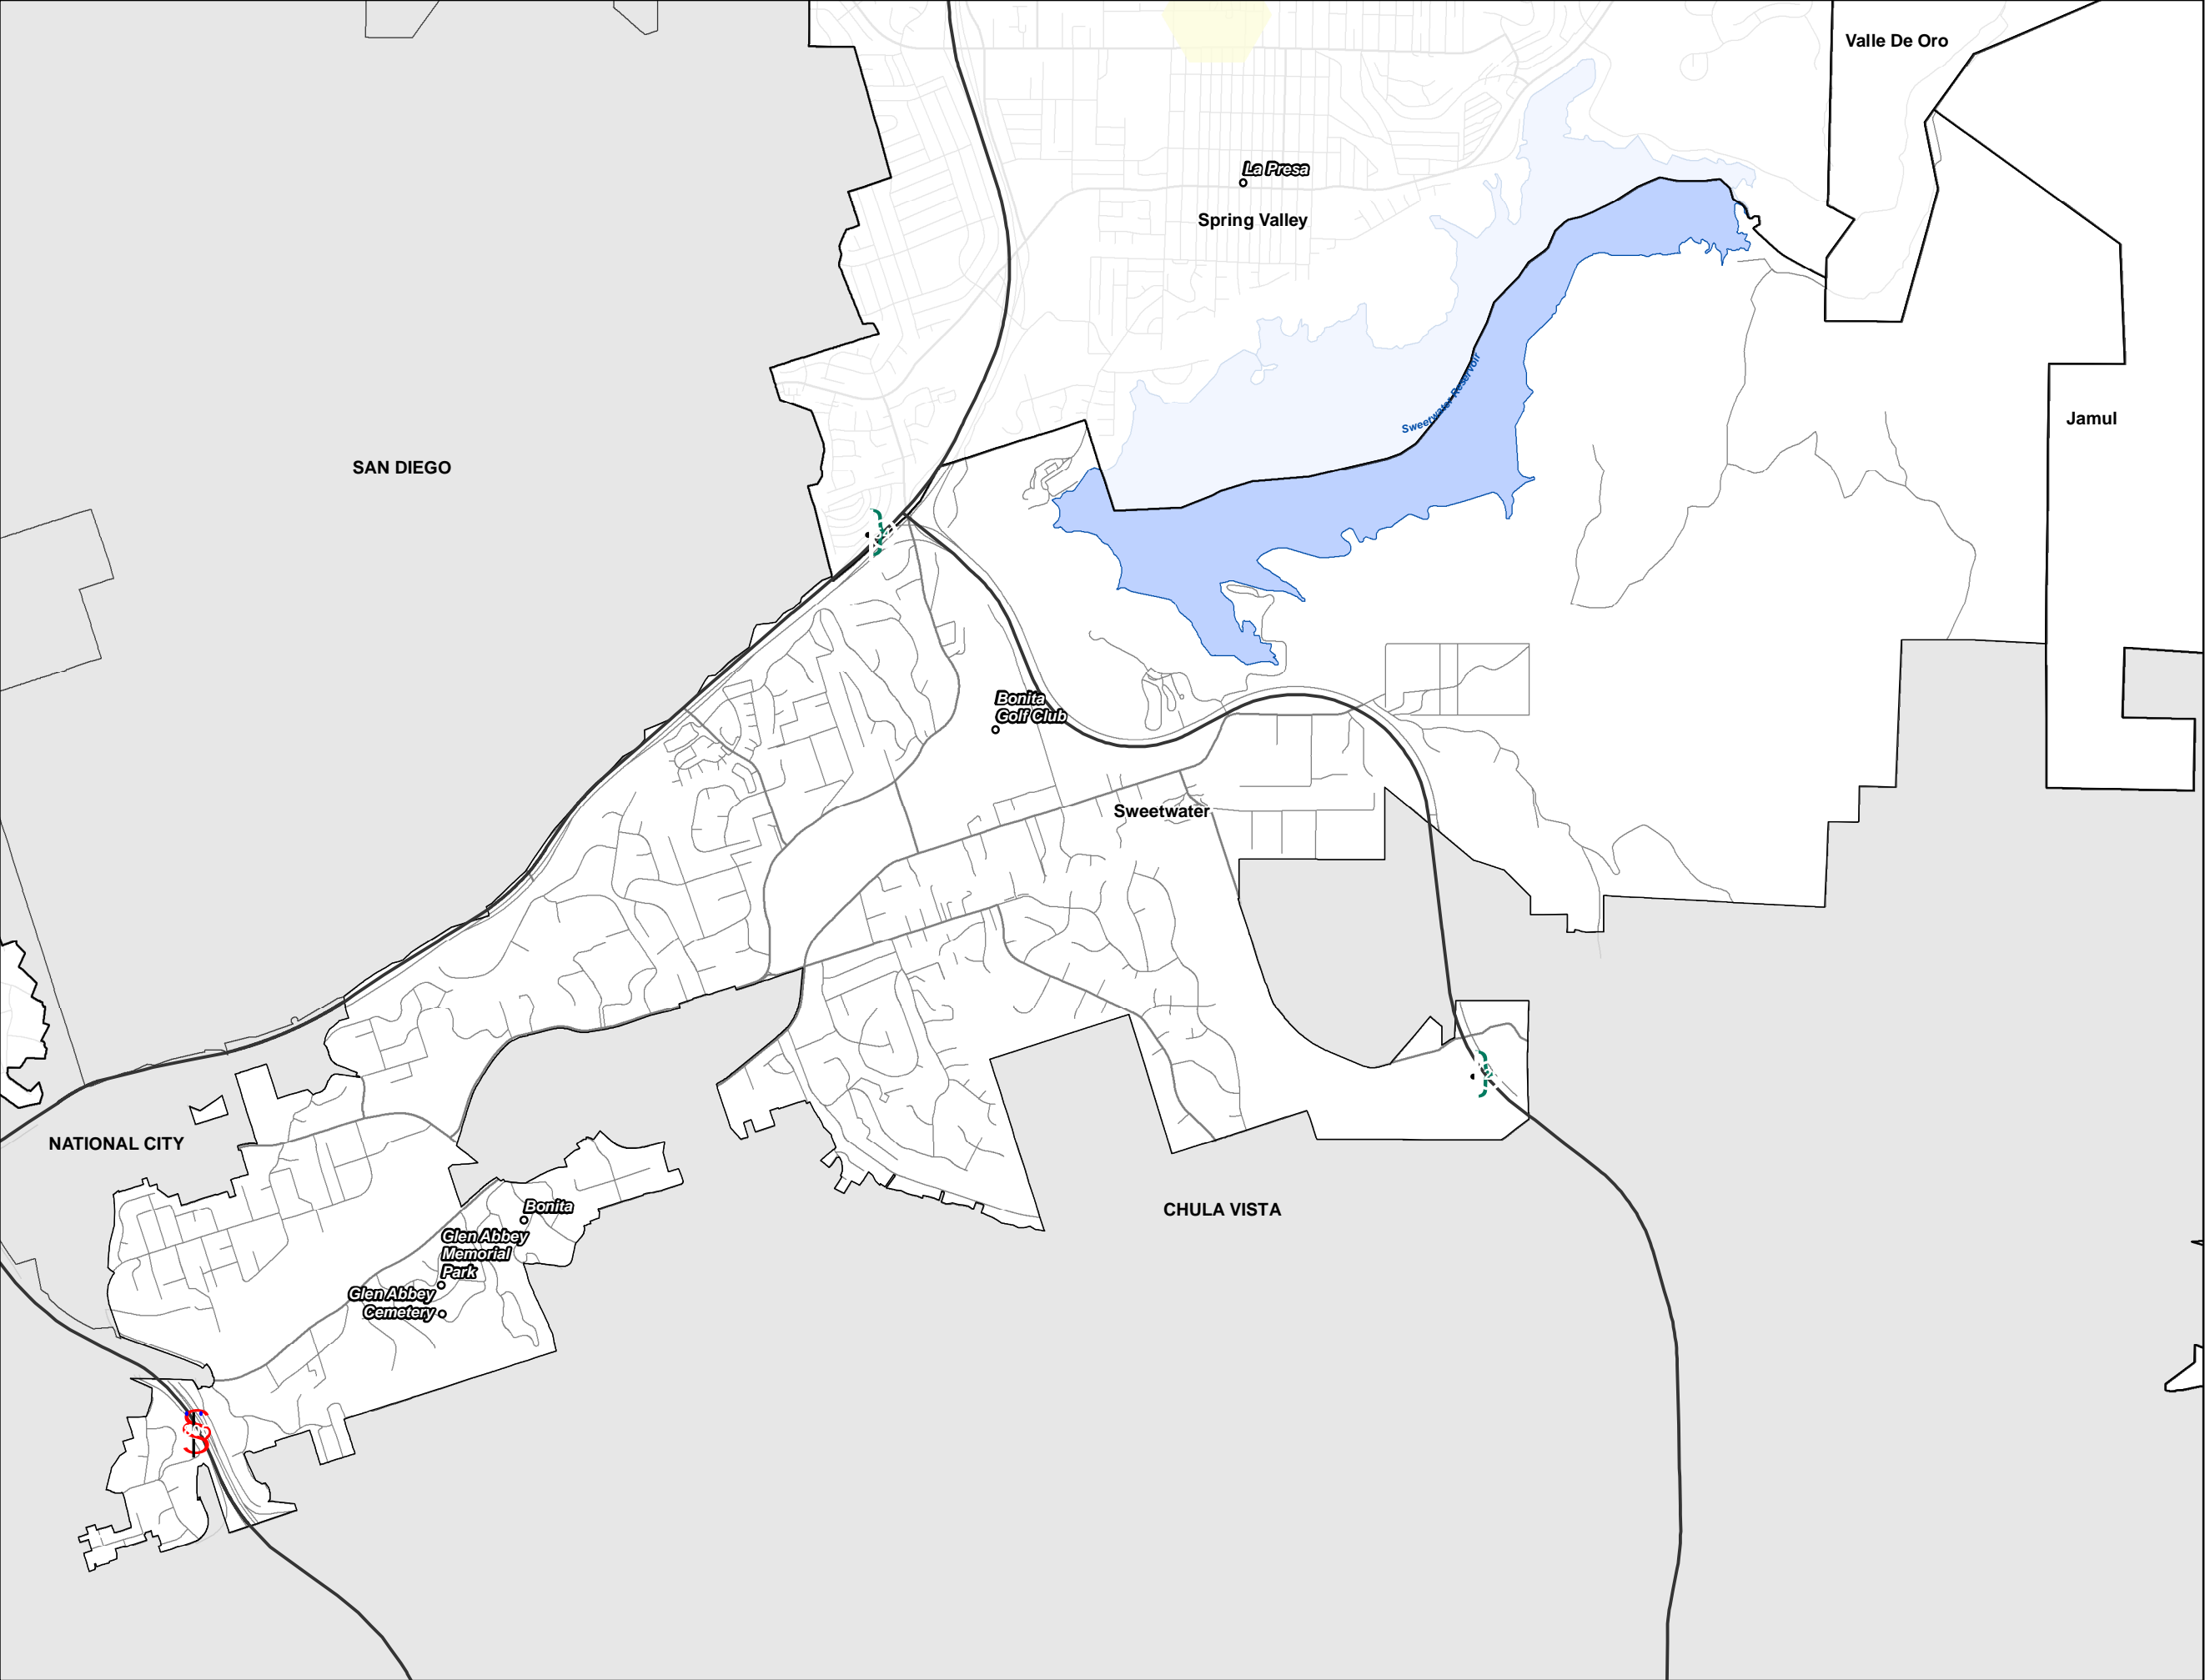 Valle De Oro
La Presa
Spring Valley
Sweetwater Reservoir
Jamul
SAN DIEGO
Bonita
Golf Club
Sweetwater
NATIONAL CITY
Bonita
CHULA VISTA
Glen Abbey
Memorial
Park
Glen Abbey
Cemetery